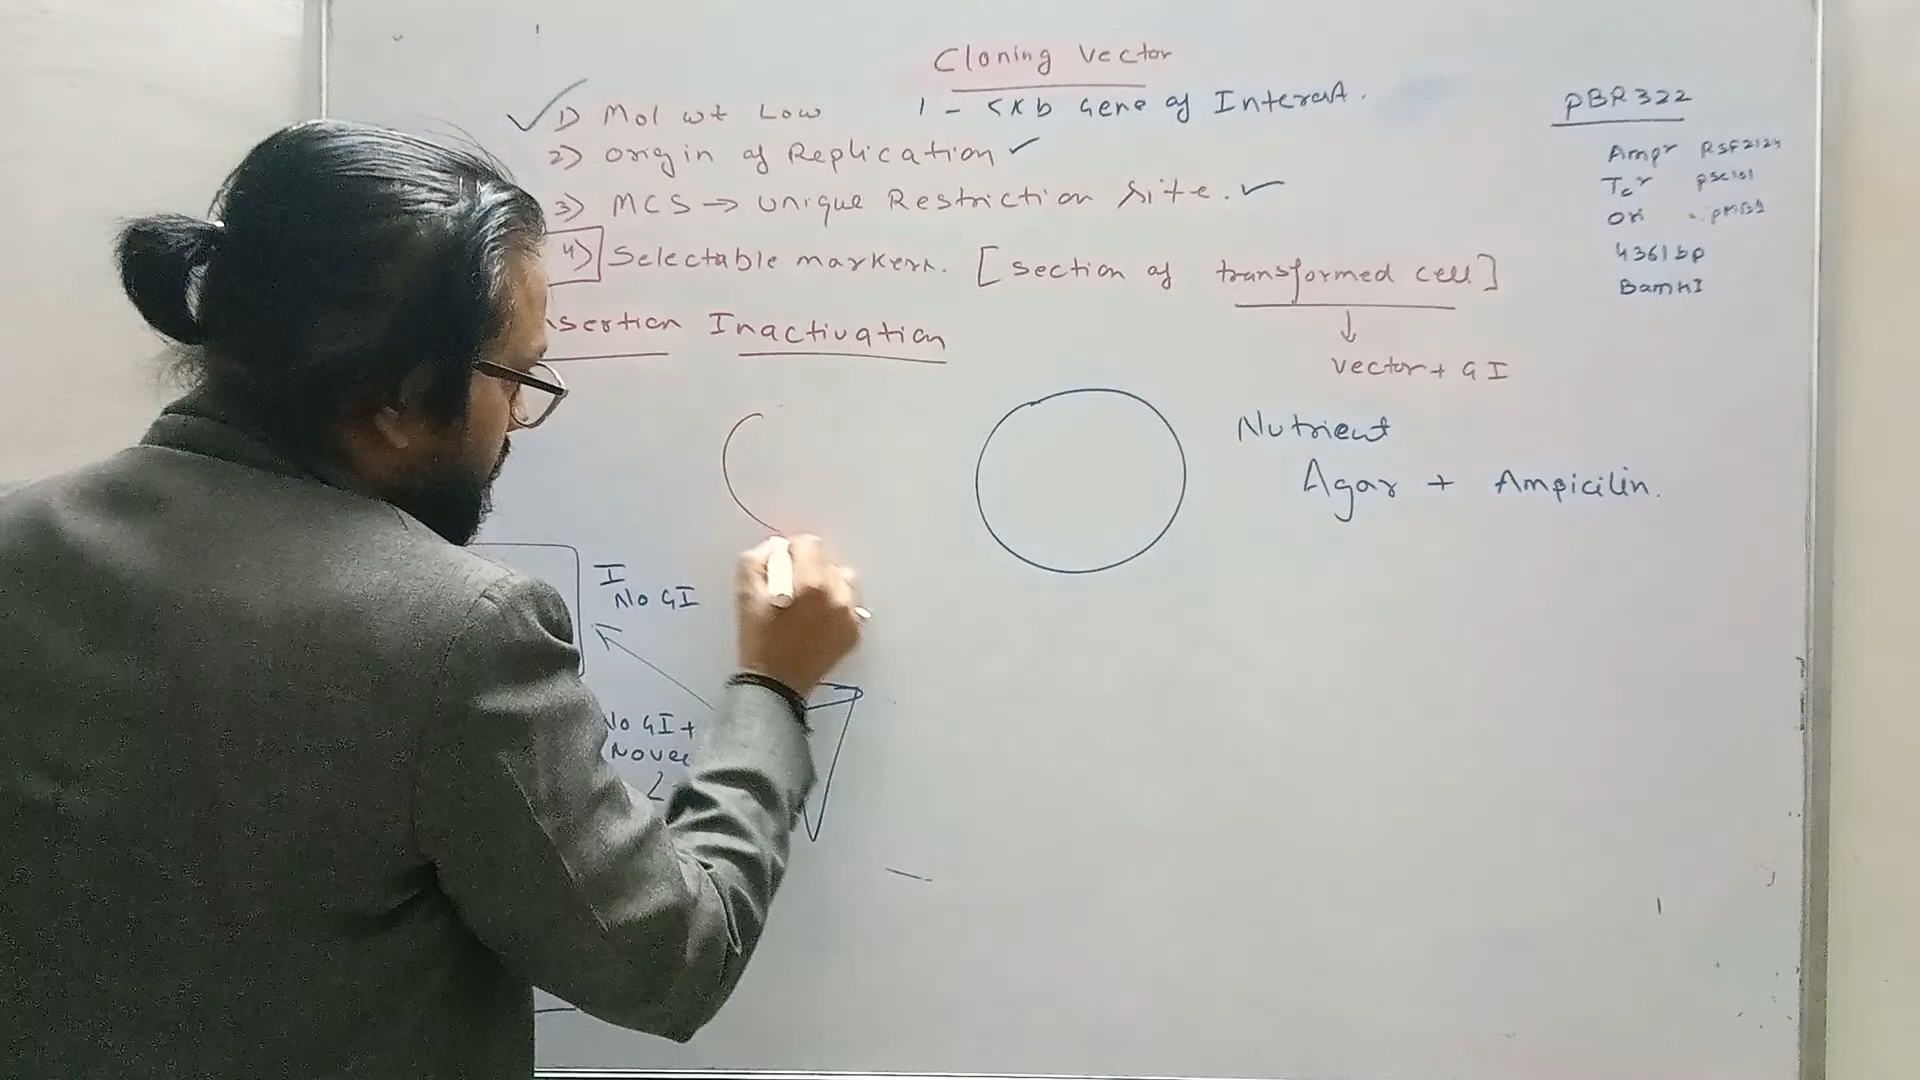 Cloning Vector
1) Mol wt Low 1 - 5Kb Gene of Interest.
2) Origin of Replication
3) MCS → Unique Restriction Site.
4) Selectable markers. [Section of transformed cell]
↓
Vector + GI
nsertion Inactivation
PBR322
Ampr RSF2124
Tcr pSC101
Ori pMB1
4361bp
BamHI
Nutrient
Agar + Ampicilin.
I
No GI
No GI +